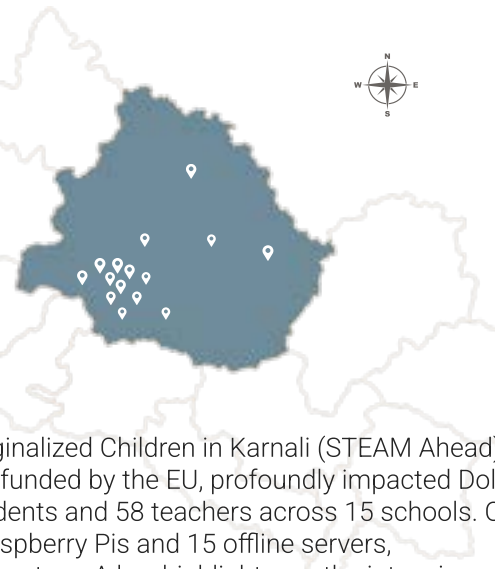 N
W E
S
ginalized Children in Karnali (STEAM Ahead)
funded by the EU, profoundly impacted Dol
dents and 58 teachers across 15 schools. C
spberry Pis and 15 offline servers,